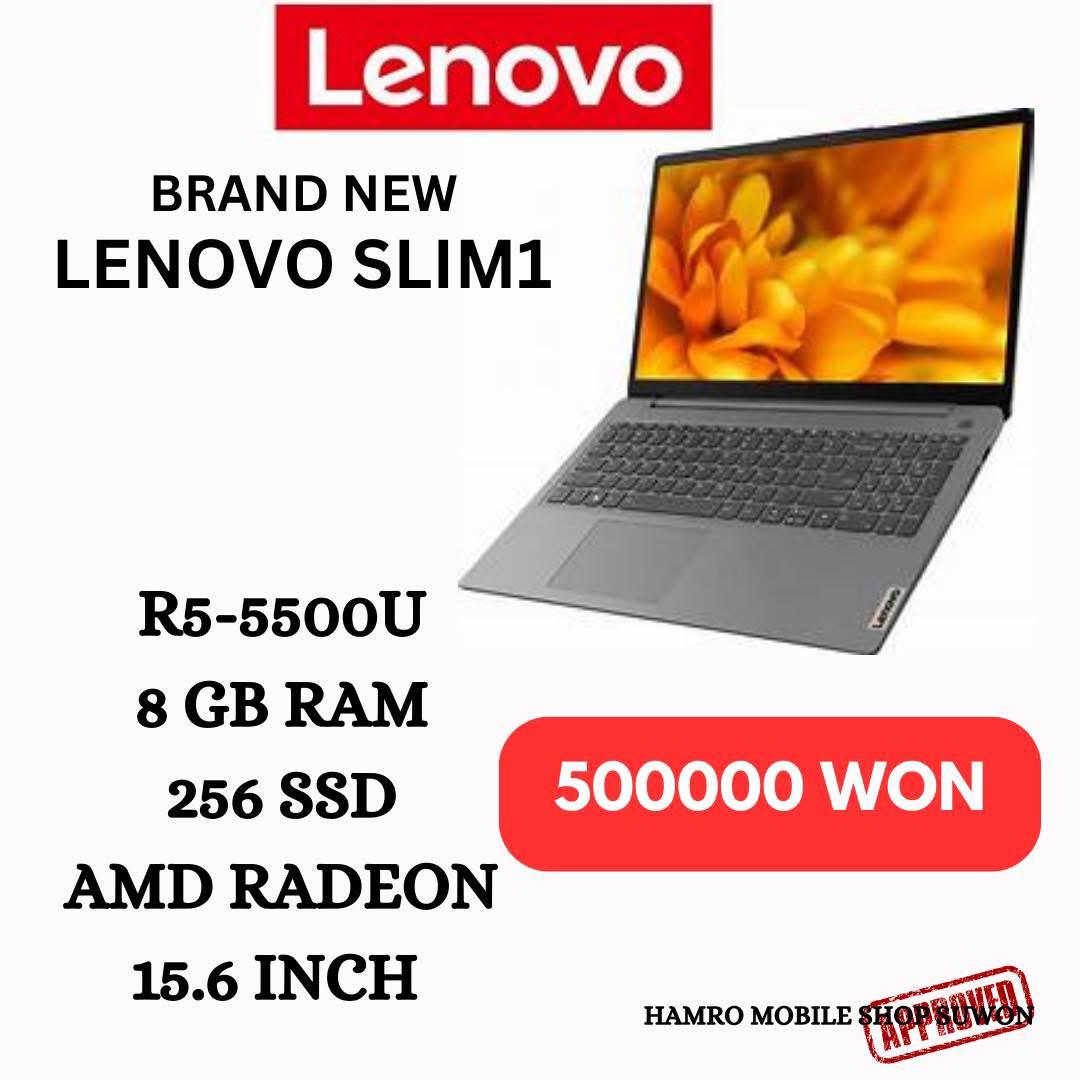 Lenovo
BRAND NEW
LENOVO SLIM1
Lenovo
R5-5500U
8 GB RAM
256 SSD
AMD RADEON
15.6 INCH
500000 WON
HAMRO MOBILE SHOP SUWON
APPROVED